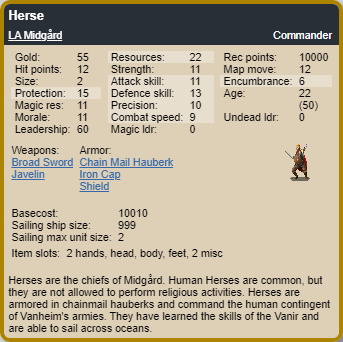 Herse
LA Midgård Commander
Gold: 55 Resources: 22 Rec points: 10000
Hit points: 12 Strength: 11 Map move: 12
Size: 2 Attack skill: 11 Encumbrance: 6
Protection: 15 Defence skill: 13 Age: 22
Magic res: 11 Precision: 10 (50)
Morale: 11 Combat speed: 9 Undead ldr: 0
Leadership: 60 Magic ldr: 0
Weapons: Armor:
Broad Sword Chain Mail Hauberk
Javelin Iron Cap
Shield
Basecost: 10010
Sailing ship size: 999
Sailing max unit size: 2
Item slots: 2 hands, head, body, feet, 2 misc
Herses are the chiefs of Midgård. Human Herses are common, but
they are not allowed to perform religious activities. Herses are
armored in chainmail hauberks and command the human contingent
of Vanheim's armies. They have learned the skills of the Vanir and
are able to sail across oceans.